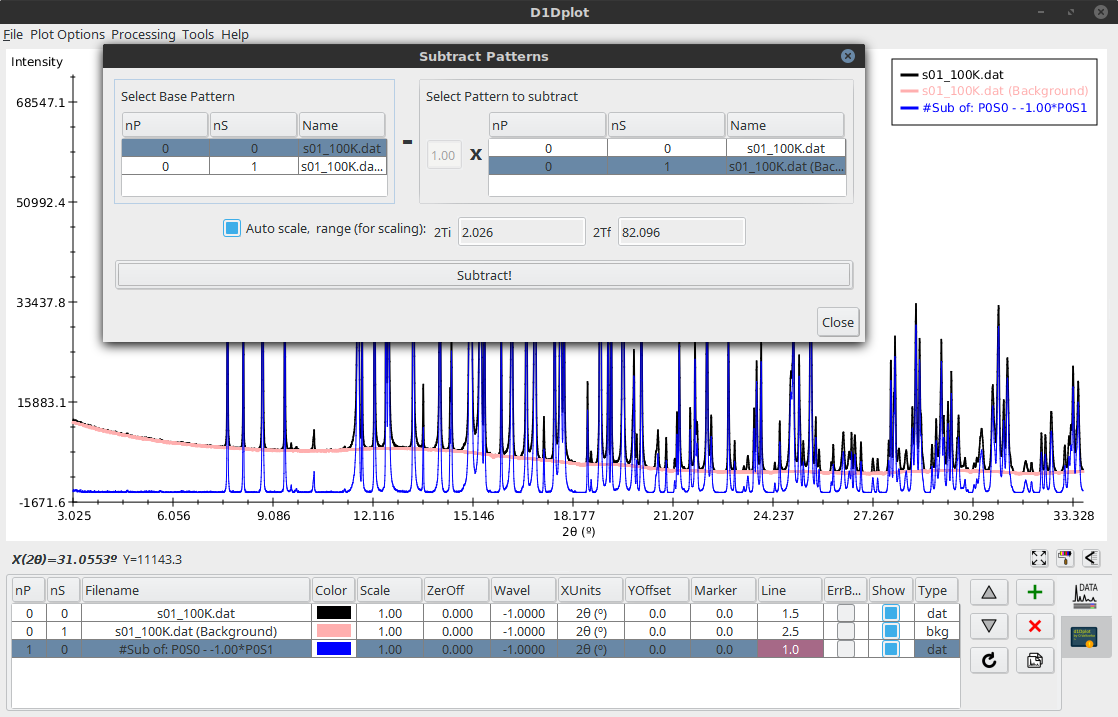 D1Dplot
File Plot Options Processing Tools Help
Intensity
68547.1
50992.4
33437.8
15883.1
-1671.6
3.025 6.056 9.086 12.116 15.146 18.177 21.207 24.237 27.267 30.298 33.328
2θ (º)
s01_100K.dat
s01_100K.dat (Background)
#Sub of: P0S0 - -1.00*P0S1
Subtract Patterns
Select Base Pattern
nP nS Name
0 0 s01_100K.dat
0 1 s01_100K.da...
-
Select Pattern to subtract
1.00 X
nP nS Name
0 0 s01_100K.dat
0 1 s01_100K.dat (Bac...
Auto scale, range (for scaling): 2Ti 2.026 2Tf 82.096
Subtract!
Close
X(2θ)=31.0553º Y=11143.3
nP nS Filename Color Scale ZeroOff Wavel XUnits YOffset Marker Line ErrB... Show Type
0 0 s01_100K.dat 1.00 0.000 -1.0000 2θ (º) 0.0 0.0 1.5 dat
0 1 s01_100K.dat (Background) 1.00 0.000 -1.0000 2θ (º) 0.0 0.0 2.5 bkg
1 0 #Sub of: P0S0 - -1.00*P0S1 1.00 0.000 -1.0000 2θ (º) 0.0 0.0 1.0 dat
DATA